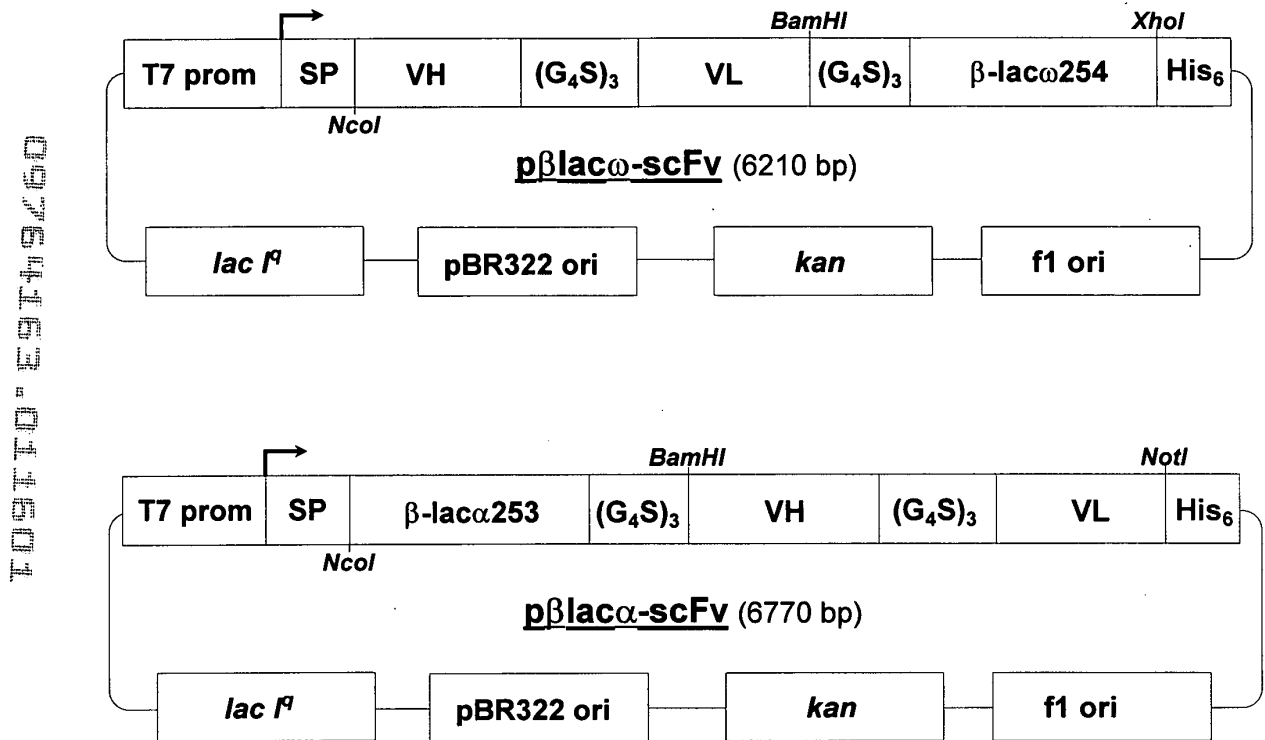 BamHI XhoI
T7 prom SP VH (G₄S)₃ VL (G₄S)₃ β-lacω254 His₆
NcoI
pβlacω-scFv (6210 bp)
lac Iq pBR322 ori kan f1 ori
BamHI NotI
T7 prom SP β-lacα253 (G₄S)₃ VH (G₄S)₃ VL His₆
NcoI
pβlacα-scFv (6770 bp)
lac Iq pBR322 ori kan f1 ori
09764163.011601